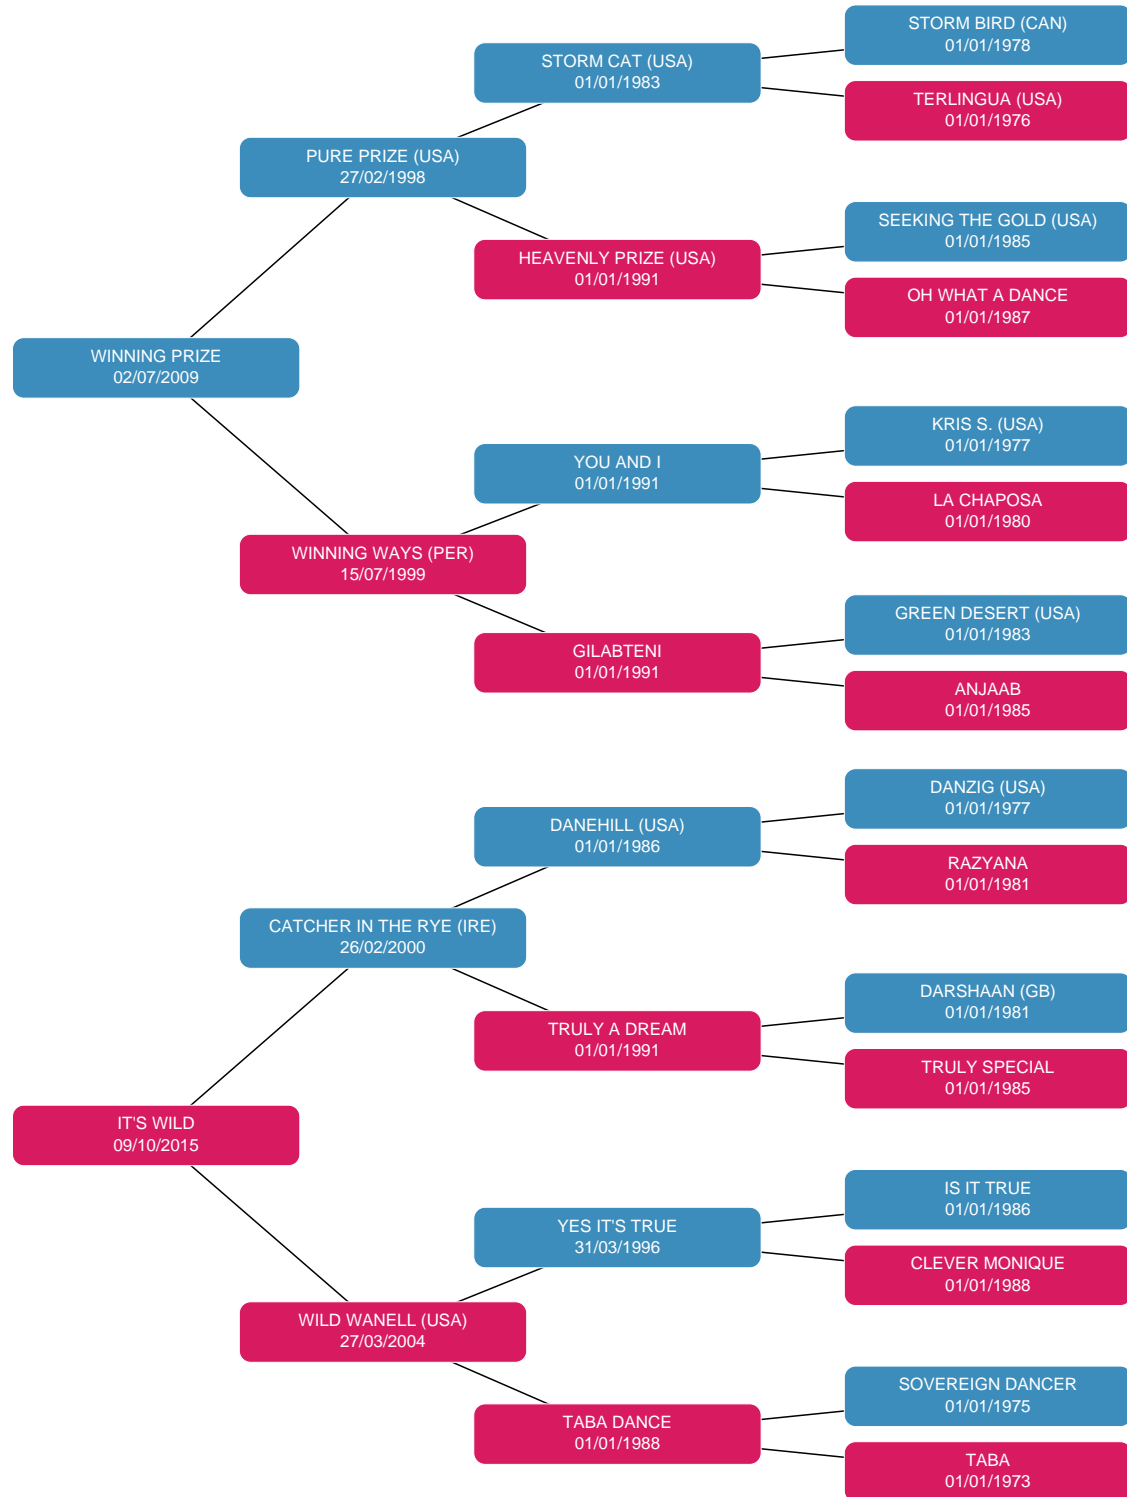 STORM BIRD (CAN)
01/01/1978
STORM CAT (USA)
01/01/1983
TERLINGUA (USA)
01/01/1976
PURE PRIZE (USA)
27/02/1998
SEEKING THE GOLD (USA)
01/01/1985
HEAVENLY PRIZE (USA)
01/01/1991
OH WHAT A DANCE
01/01/1987
WINNING PRIZE
02/07/2009
KRIS S. (USA)
01/01/1977
YOU AND I
01/01/1991
LA CHAPOSA
01/01/1980
WINNING WAYS (PER)
15/07/1999
GREEN DESERT (USA)
01/01/1983
GILABTENI
01/01/1991
ANJAAB
01/01/1985
DANZIG (USA)
01/01/1977
DANEHILL (USA)
01/01/1986
RAZYANA
01/01/1981
CATCHER IN THE RYE (IRE)
26/02/2000
DARSHAAN (GB)
01/01/1981
TRULY A DREAM
01/01/1991
TRULY SPECIAL
01/01/1985
IT'S WILD
09/10/2015
IS IT TRUE
01/01/1986
YES IT'S TRUE
31/03/1996
CLEVER MONIQUE
01/01/1988
WILD WANELL (USA)
27/03/2004
SOVEREIGN DANCER
01/01/1975
TABA DANCE
01/01/1988
TABA
01/01/1973